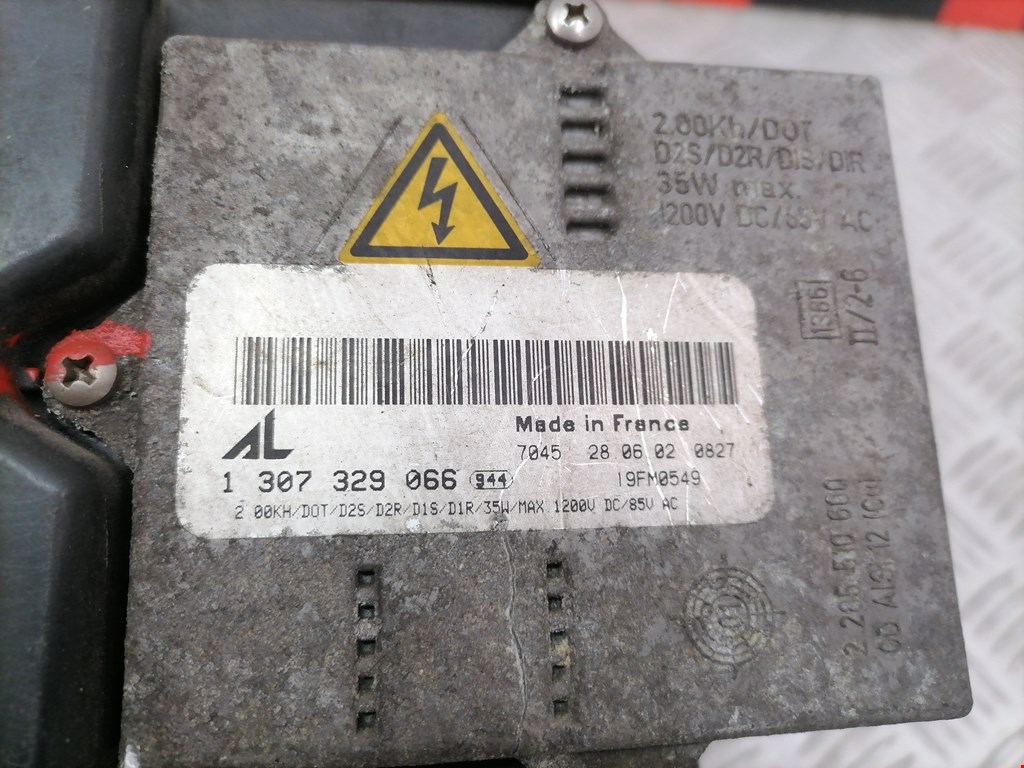 2.00Kh/DOT
D2S/D2R/D1S/D1R
35W max.
1200V DC/85V AC
II/2-6
AL
Made in France
7045 28 06 02 0827
1 307 329 066 944
19FM0549
2 00KH/DOT/D2S/D2R/D1S/D1R/35W/MAX 1200V DC/85V AC